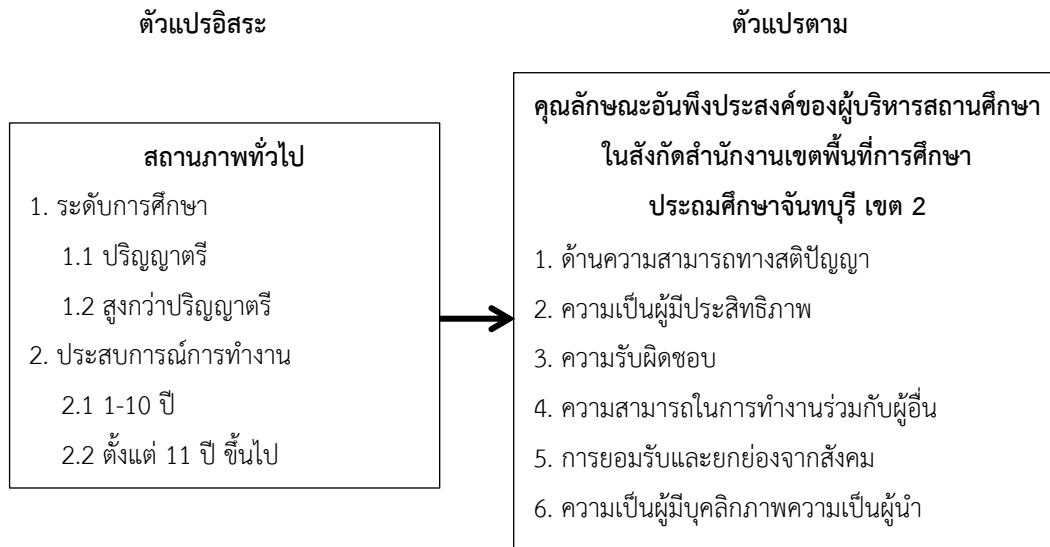 ตัวแปรอิสระ
ตัวแปรตาม
สถานภาพทั่วไป
1. ระดับการศึกษา
1.1 ปริญญาตรี
1.2 สูงกว่าปริญญาตรี
2. ประสบการณ์การทำงาน
2.1 1-10 ปี
2.2 ตั้งแต่ 11 ปี ขึ้นไป
คุณลักษณะอันพึงประสงค์ของผู้บริหารสถานศึกษา
ในสังกัดสำนักงานเขตพื้นที่การศึกษา
ประถมศึกษาจันทบุรี เขต 2
1. ด้านความสามารถทางสติปัญญา
2. ความเป็นผู้มีประสิทธิภาพ
3. ความรับผิดชอบ
4. ความสามารถในการทำงานร่วมกับผู้อื่น
5. การยอมรับและยกย่องจากสังคม
6. ความเป็นผู้มีบุคลิกภาพความเป็นผู้นำ